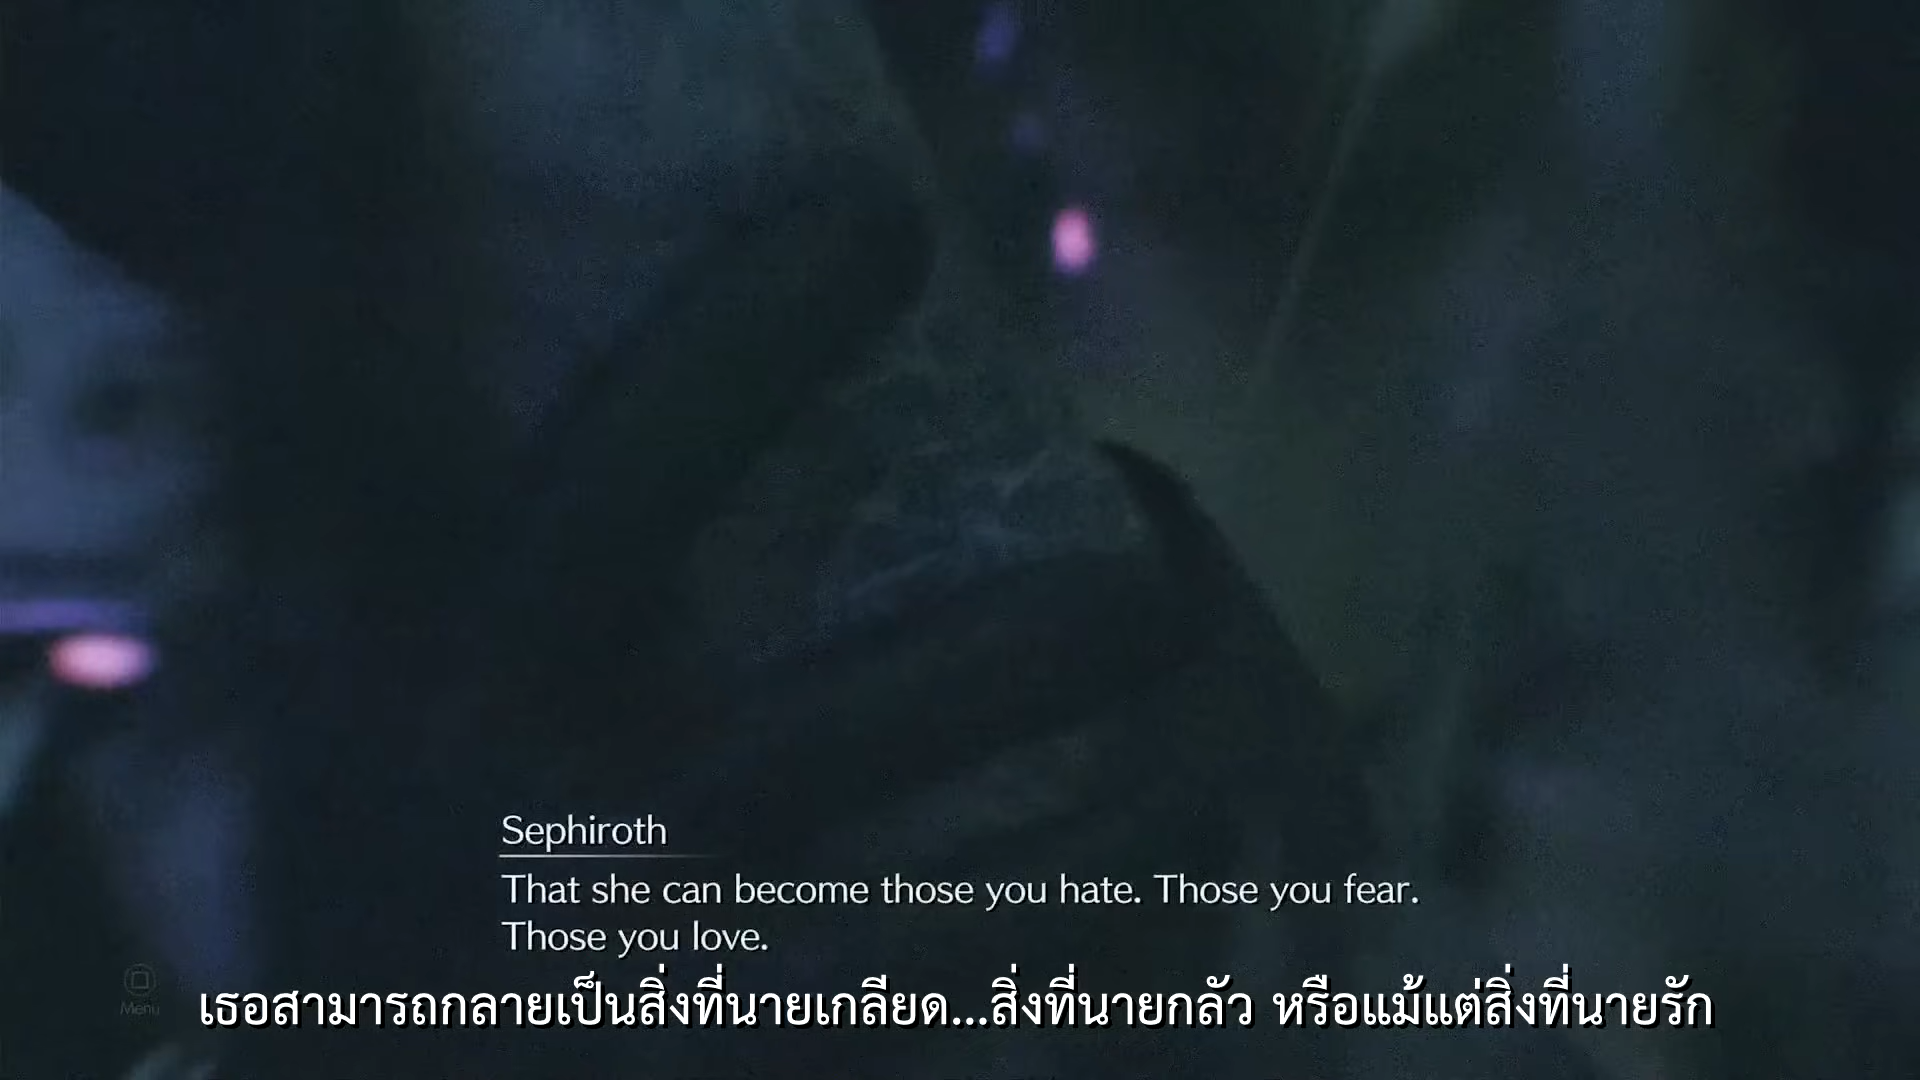 Sephiroth
That she can become those you hate. Those you fear.
Those you love.
Menu
เธอสามารถกลายเป็นสิ่งที่นายเกลียด...สิ่งที่นายกลัว หรือแม้แต่สิ่งที่นายรัก